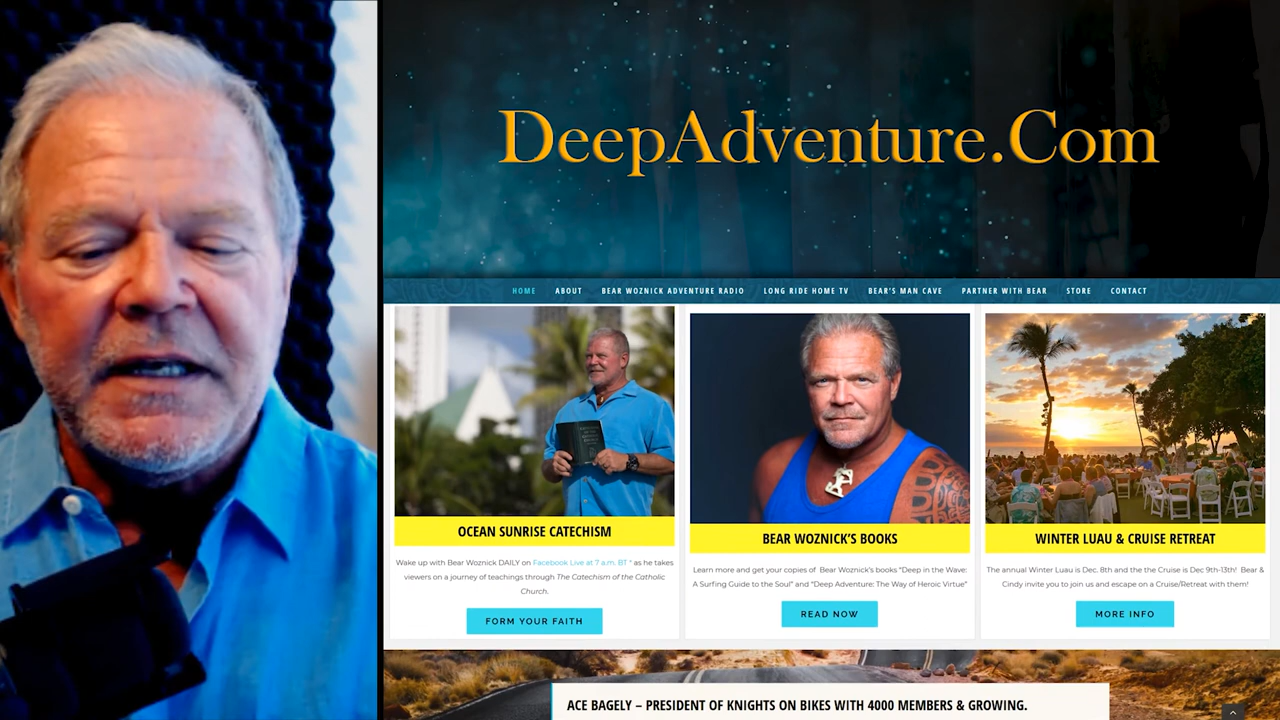 DeepAdventure.Com
HOME ABOUT BEAR WOZNICK ADVENTURE RADIO LONG RIDE HOME TV BEAR'S MAN CAVE PARTNER WITH BEAR STORE CONTACT
OCEAN SUNRISE CATECHISM
Wake up with Bear Woznick DAILY on Facebook Live at 7 a.m. BT * as he takes
viewers on a journey of teachings through The Catechism of the Catholic
Church.
FORM YOUR FAITH
BEAR WOZNICK'S BOOKS
Learn more and get your copies of Bear Woznick's books "Deep in the Wave:
A Surfing Guide to the Soul" and "Deep Adventure: The Way of Heroic Virtue"
READ NOW
WINTER LUAU & CRUISE RETREAT
The annual Winter Luau is Dec. 8th and the the Cruise is Dec 9th-13th! Bear &
Cindy invite you to join us and escape on a Cruise/Retreat with them!
MORE INFO
ACE BAGELY – PRESIDENT OF KNIGHTS ON BIKES WITH 4000 MEMBERS & GROWING.